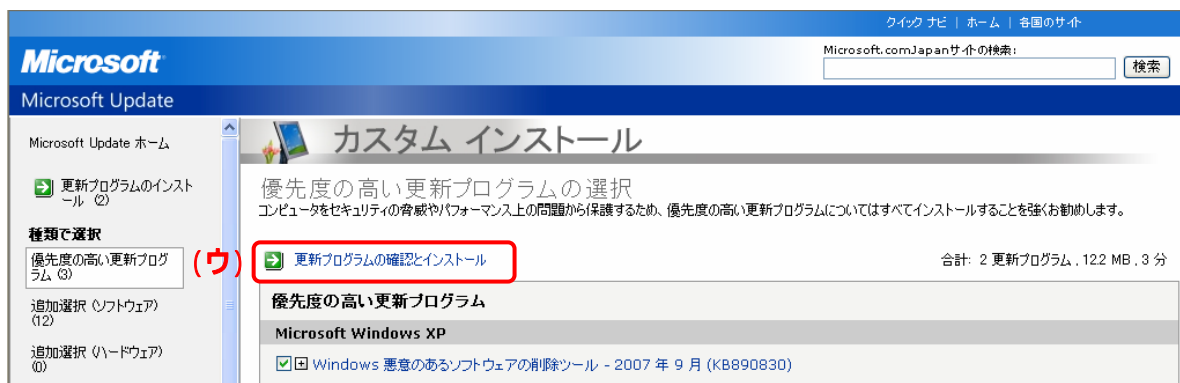 クイック ナビ | ホーム | 各国のサイト
Microsoft
Microsoft.comJapanサイトの検索:
検索
Microsoft Update
Microsoft Update ホーム
更新プログラムのインスト
ール (2)
種類で選択
優先度の高い更新プログ
ラム (3)
追加選択 (ソフトウェア)
(12)
追加選択 (ハードウェア)
(0)
カスタム インストール
優先度の高い更新プログラムの選択
コンピュータをセキュリティの脅威やパフォーマンス上の問題から保護するため、優先度の高い更新プログラムについてはすべてインストールすることを強くお勧めします。
(ウ)
更新プログラムの確認とインストール
合計: 2 更新プログラム , 12.2 MB , 3 分
優先度の高い更新プログラム
Microsoft Windows XP
Windows 悪意のあるソフトウェアの削除ツール - 2007 年 9 月 (KB890830)